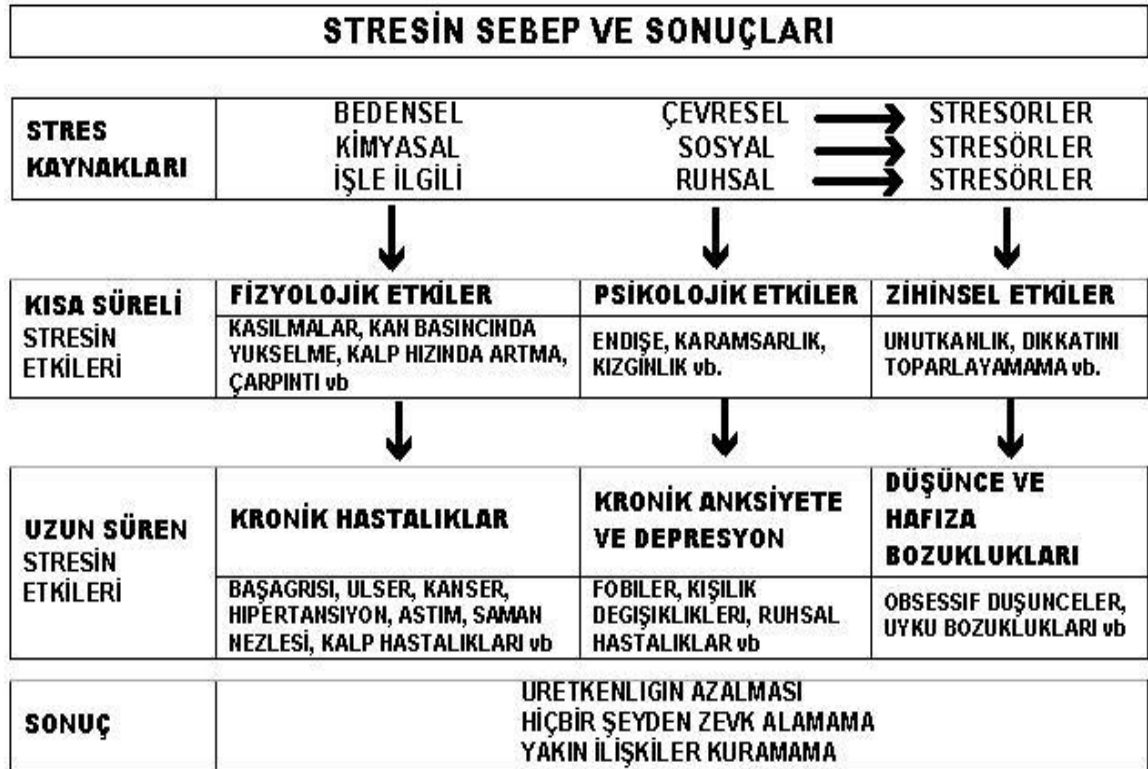 STRESİN SEBEP VE SONUÇLARI
STRES
KAYNAKLARI
BEDENSEL
KİMYASAL
İŞLE İLGİLİ
ÇEVRESEL
SOSYAL
RUHSAL
STRESÖRLER
STRESÖRLER
STRESÖRLER
KISA SÜRELİ
STRESİN
ETKİLERİ
FİZYOLOJİK ETKİLER
KASILMALAR, KAN BASINCINDA
YUKSELME, KALP HIZINDA ARTMA,
ÇARPINTI vb
PSİKOLOJİK ETKİLER
ENDIŞE, KARAMSARLIK,
KIZGINLIK vb.
ZİHİNSEL ETKİLER
UNUTKANLIK, DIKKATINI
TOPARLAYAMAMA vb.
UZUN SÜREN
STRESİN
ETKİLERİ
KRONİK HASTALIKLAR
BAŞAGRISI, ULSER, KANSER,
HIPERTANSIYON, ASTIM, SAMAN
NEZLESİ, KALP HASTALIKLARI vb
KRONİK ANKSİYETE
VE DEPRESYON
FOBILER, KIŞILIK
DEGIŞIKLIKLERI, RUHSAL
HASTALIKLAR vb
DÜŞÜNCE VE
HAFIZA
BOZUKLUKLARI
OBSESSIF DUŞUNCELER,
UYKU BOZUKLUKLARI vb
SONUÇ
URETKENLIGIN AZALMASI
HİÇBİR ŞEYDEN ZEVK ALAMAMA
YAKIN İLİŞKİLER KURAMAMA